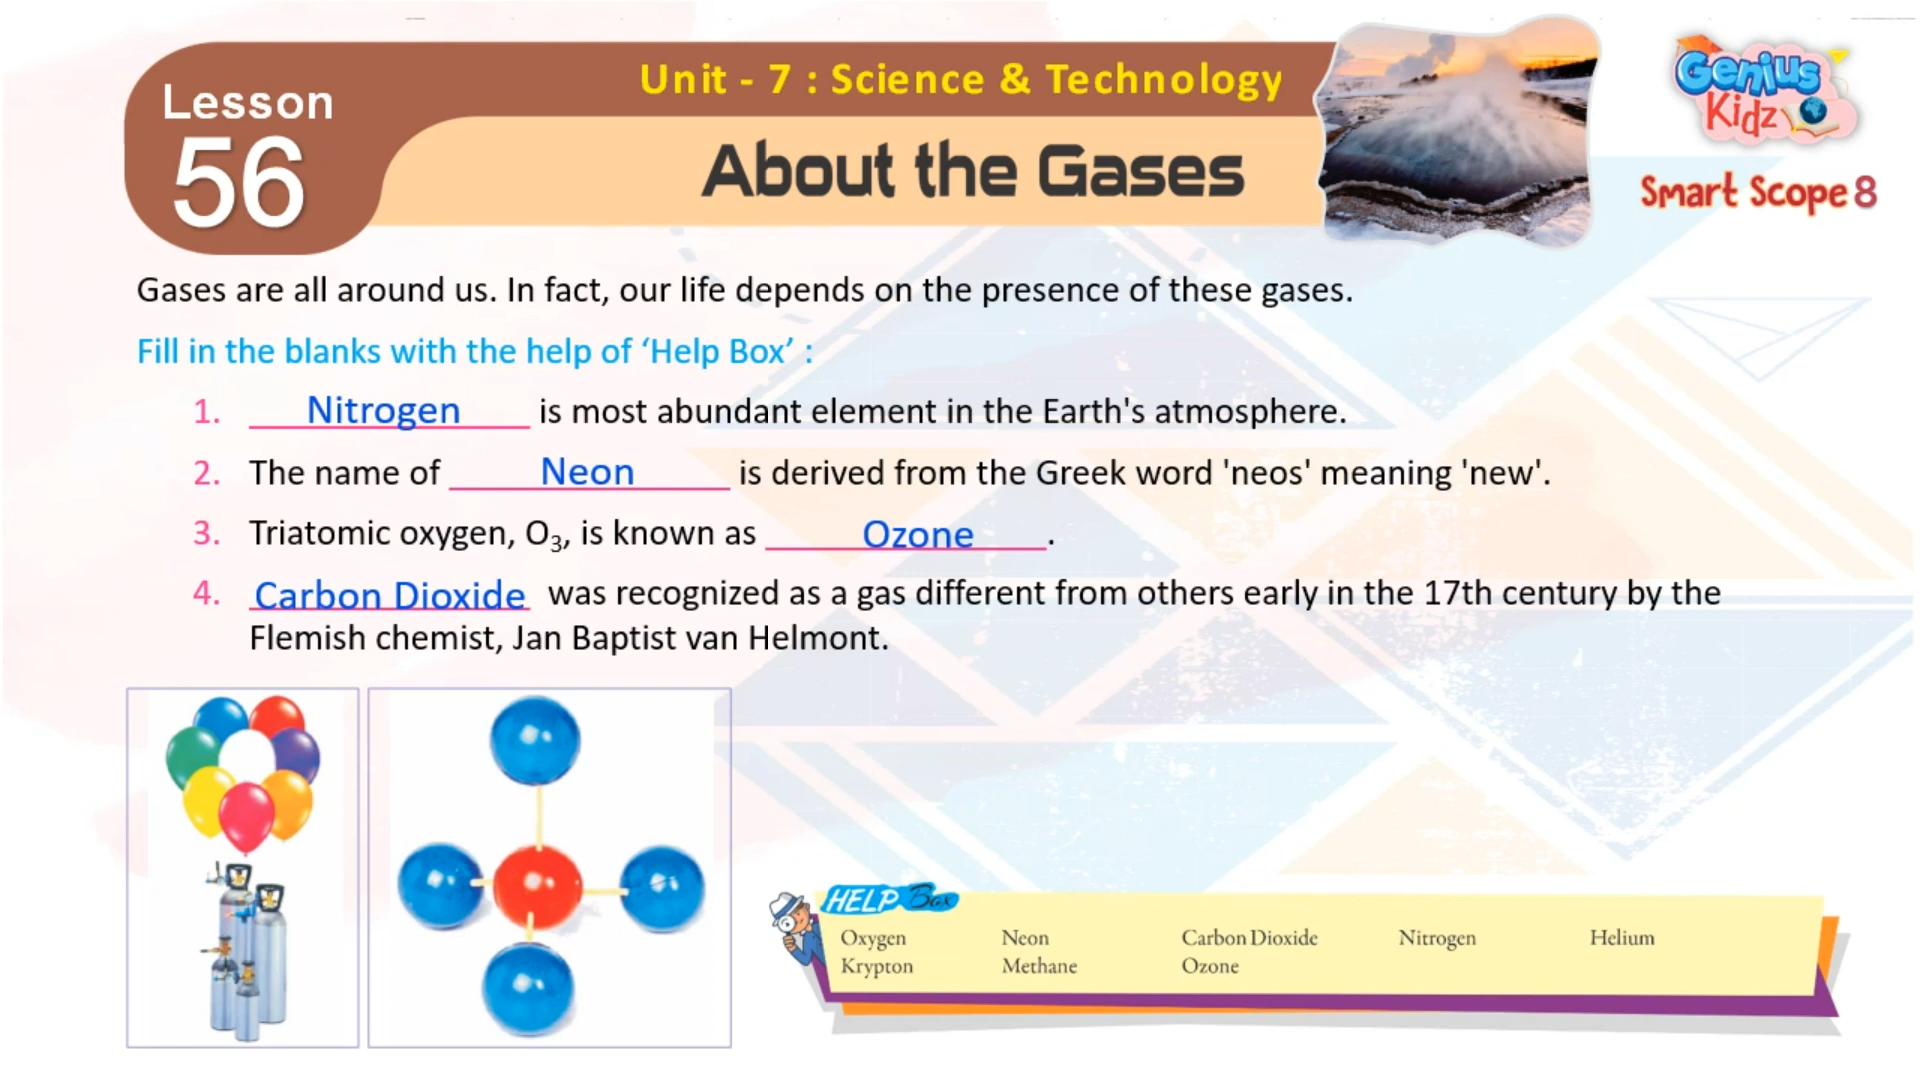 Lesson
56
Unit - 7 : Science & Technology
About the Gases
Genius
Kidz
Smart Scope 8
Gases are all around us. In fact, our life depends on the presence of these gases.
Fill in the blanks with the help of ‘Help Box’ :
1. Nitrogen is most abundant element in the Earth's atmosphere.
2. The name of Neon is derived from the Greek word 'neos' meaning 'new'.
3. Triatomic oxygen, O₃, is known as Ozone.
4. Carbon Dioxide was recognized as a gas different from others early in the 17th century by the
Flemish chemist, Jan Baptist van Helmont.
HELP Box
Oxygen Neon Carbon Dioxide Nitrogen Helium
Krypton Methane Ozone